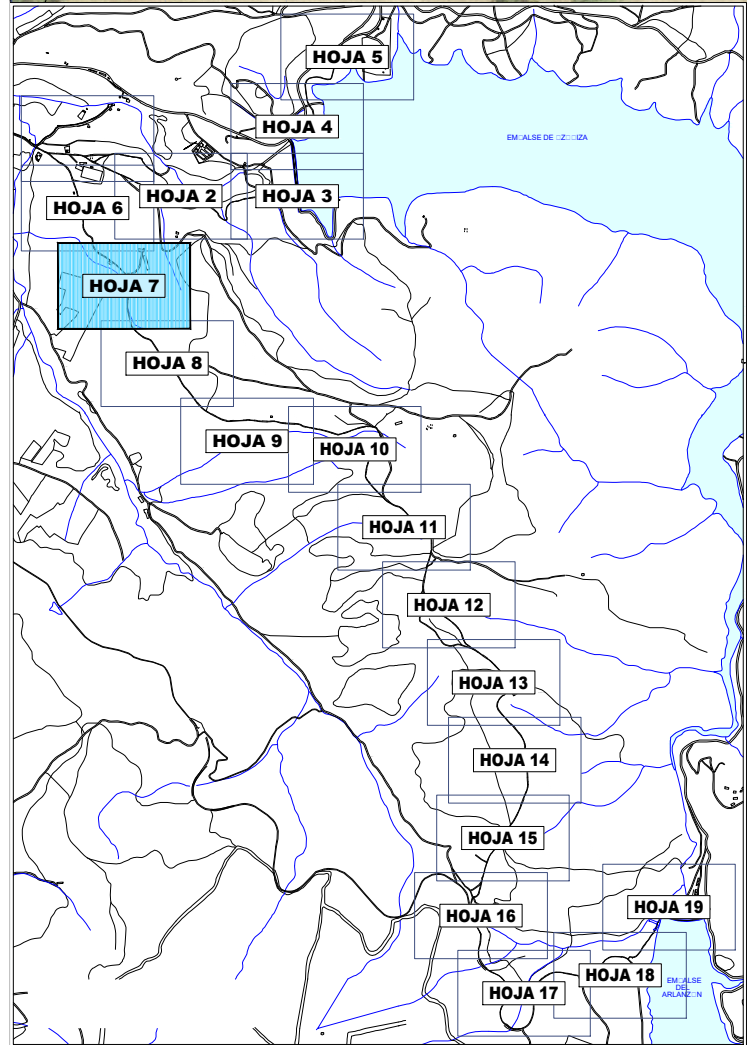 HOJA 5
HOJA 4
EM□ALSE DE □Z□□IZA
HOJA 2
HOJA 3
HOJA 6
HOJA 7
HOJA 8
HOJA 9
HOJA 10
HOJA 11
HOJA 12
HOJA 13
HOJA 14
HOJA 15
HOJA 16
HOJA 19
HOJA 18
HOJA 17
EM□ALSE
DEL
ARLANZ□N